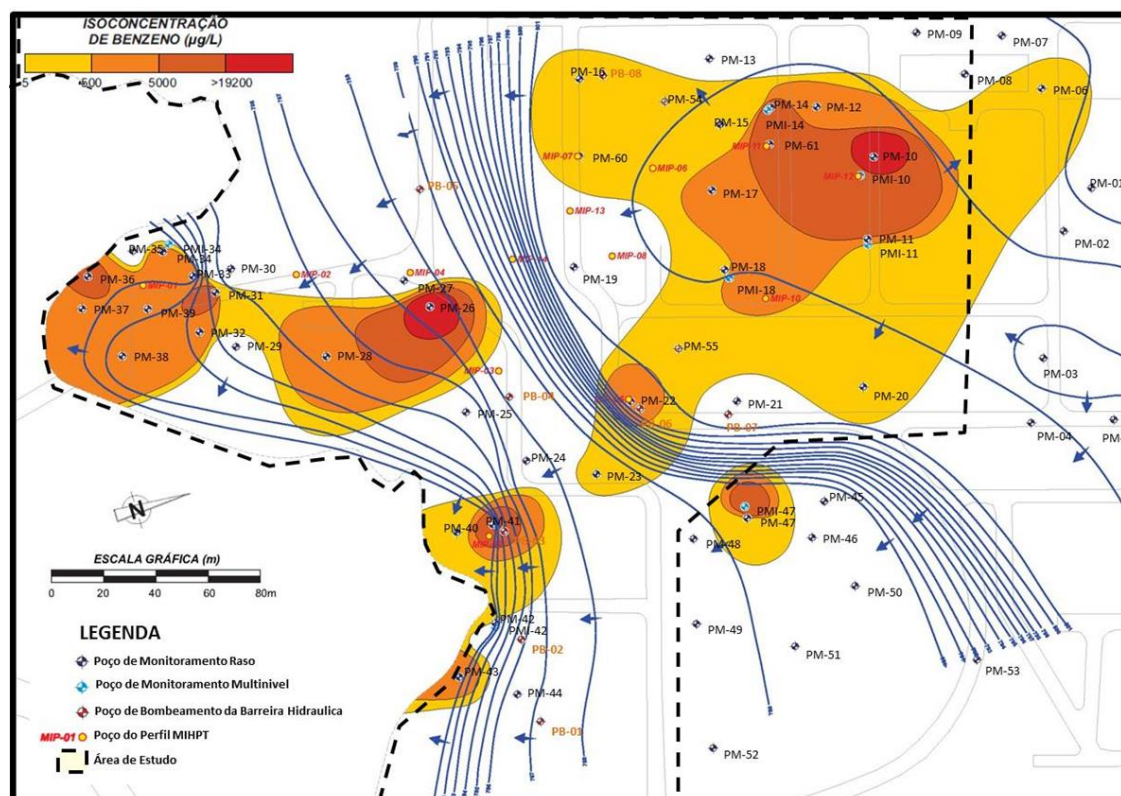 ISOCONCENTRAÇÃO
DE BENZENO (µg/L)
5 500 5000 >19200
PM-09
PM-07
PM-13
PM-08
PM-06
PM-16 PB-08
PM-54
PM-14
PM-12
PMI-14
PM-15
MIP-11 PM-61
MIP-07 PM-60
MIP-06
PM-10
MIP-12 PMI-10
PM-01
PB-05
PM-17
MIP-13
PM-11
PMI-11
PM-02
PM-35 PMI-34
PM-34
PM-36
MIP-01
PM-33
PM-30
PM-31
MIP-02
MIP-04
PM-27
PM-26
PM-19
MIP-08
PM-18
PMI-18
MIP-10
PM-37
PM-39
PM-32
PM-29
PM-38
PM-28
MIP-03
PM-55
PM-03
PM-20
PB-04
PM-25
PM-22
PM-21
PB-07
PM-04
PM-24
PM-23
PM-45
PMI-47
PM-47
PM-40
PM-41
PM-48
PM-46
N
ESCALA GRÁFICA (m)
0 20 40 60 80m
PM-50
PM-42
PMI-42
PB-02
PM-49
PM-51
PM-53
PM-43
PM-44
PB-01
PM-52
LEGENDA
Poço de Monitoramento Raso
Poço de Monitoramento Multinivel
Poço de Bombeamento da Barreira Hidraulica
MIP-01 Poço do Perfil MIHPT
Área de Estudo